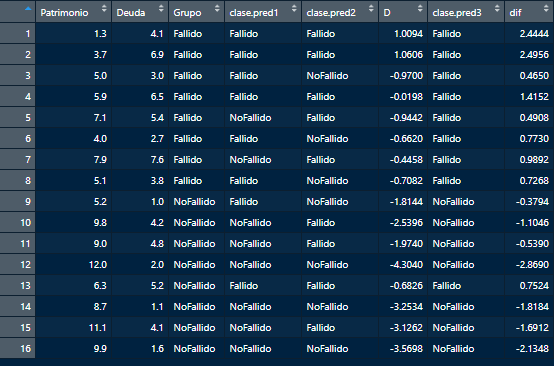 Patrimonio Deuda Grupo clase.pred1 clase.pred2 D clase.pred3 dif
1 1.3 4.1 Fallido Fallido Fallido 1.0094 Fallido 2.4444
2 3.7 6.9 Fallido Fallido Fallido 1.0606 Fallido 2.4956
3 5.0 3.0 Fallido Fallido NoFallido -0.9700 Fallido 0.4650
4 5.9 6.5 Fallido Fallido Fallido -0.0198 Fallido 1.4152
5 7.1 5.4 Fallido NoFallido Fallido -0.9442 Fallido 0.4908
6 4.0 2.7 Fallido Fallido NoFallido -0.6620 Fallido 0.7730
7 7.9 7.6 Fallido NoFallido Fallido -0.4458 Fallido 0.9892
8 5.1 3.8 Fallido Fallido NoFallido -0.7082 Fallido 0.7268
9 5.2 1.0 NoFallido Fallido NoFallido -1.8144 NoFallido -0.3794
10 9.8 4.2 NoFallido NoFallido Fallido -2.5396 NoFallido -1.1046
11 9.0 4.8 NoFallido NoFallido Fallido -1.9740 NoFallido -0.5390
12 12.0 2.0 NoFallido NoFallido NoFallido -4.3040 NoFallido -2.8690
13 6.3 5.2 NoFallido Fallido Fallido -0.6826 Fallido 0.7524
14 8.7 1.1 NoFallido NoFallido NoFallido -3.2534 NoFallido -1.8184
15 11.1 4.1 NoFallido NoFallido Fallido -3.1262 NoFallido -1.6912
16 9.9 1.6 NoFallido NoFallido NoFallido -3.5698 NoFallido -2.1348